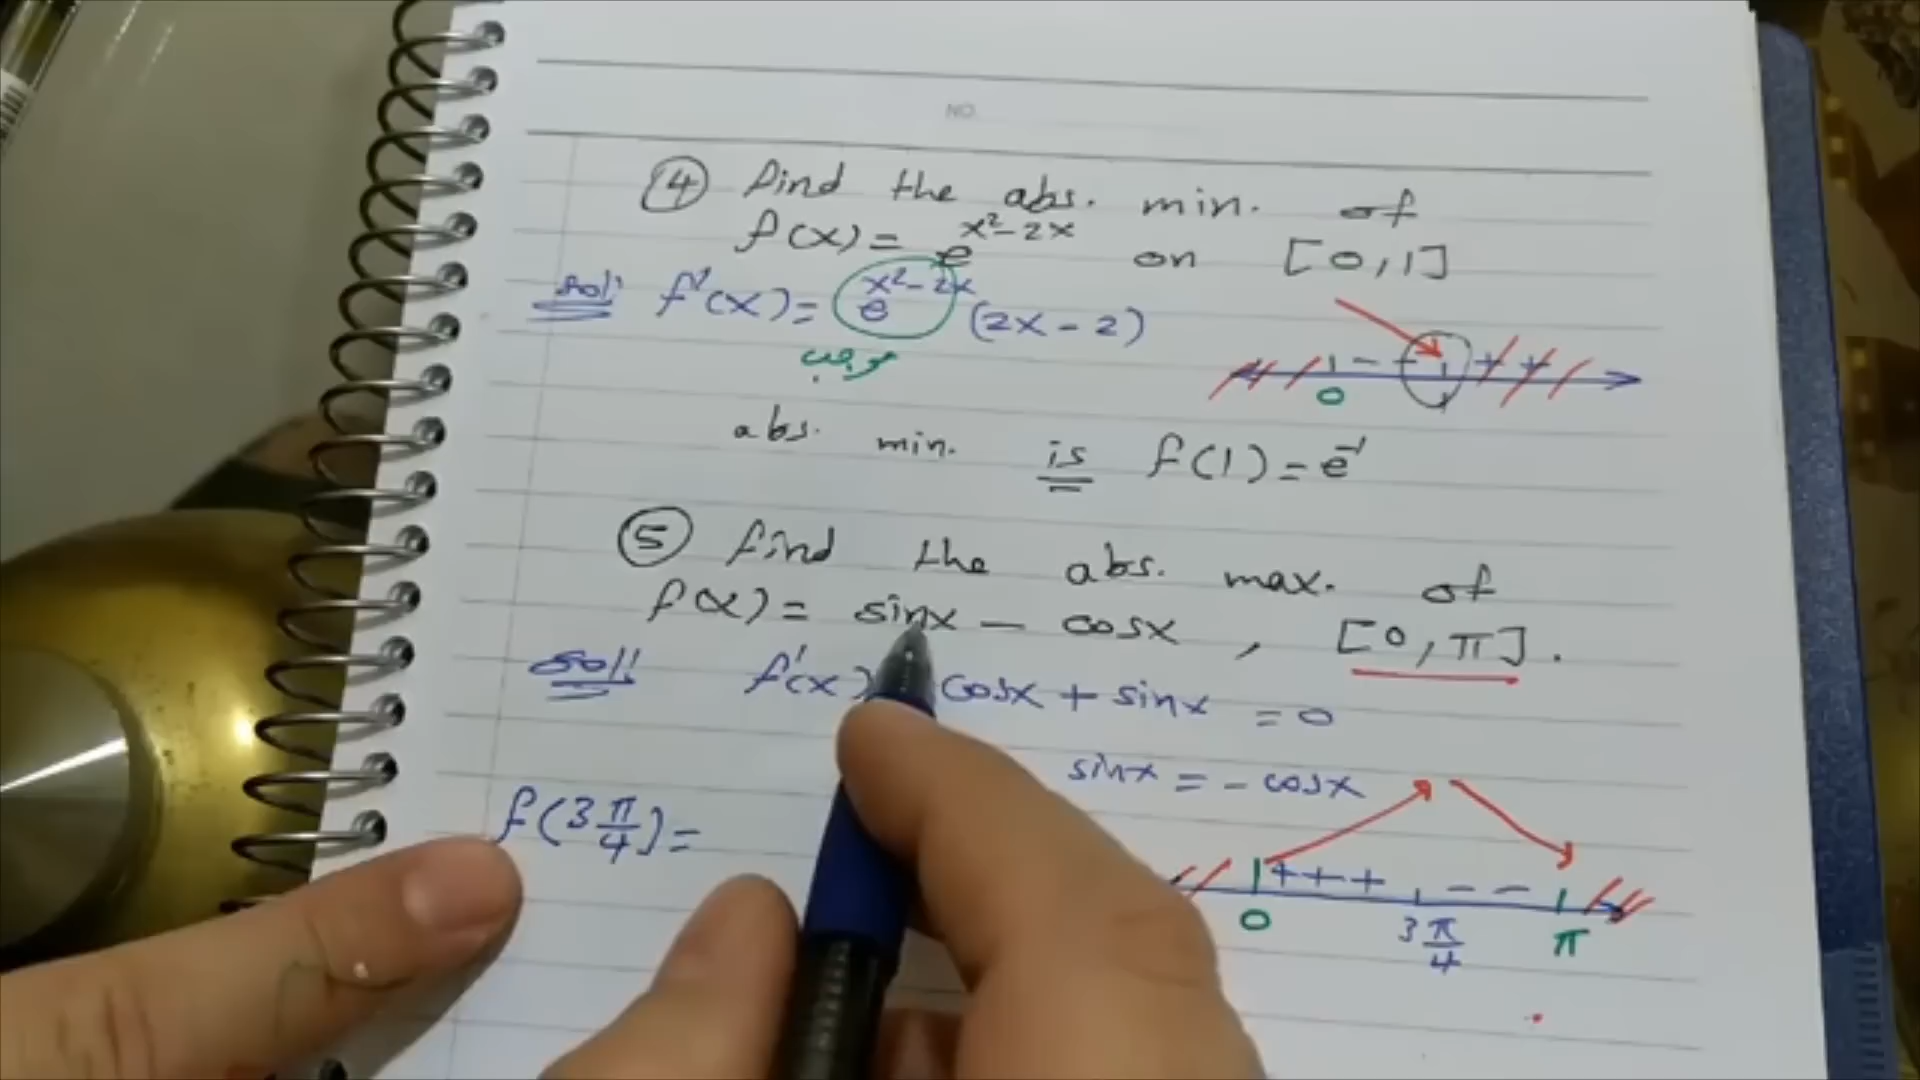 NO.
④ find the abs. min. of
f(x) = e^{x²-2x} on [0,1]
sol: f'(x) = e^{x²-2x} (2x-2)
موجب
- - + +
0 1
abs. min. is f(1) = e⁻¹
⑤ find the abs. max. of
f(x) = sinx - cosx , [0,π].
sol: f'(x) cosx + sinx = 0
sinx = - cosx
f(3π/4) =
+ + + - -
0 3π/4 π